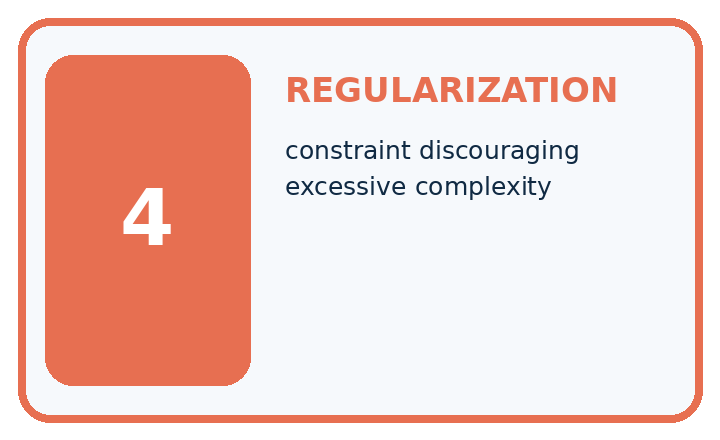 4
REGULARIZATION
constraint discouraging
excessive complexity